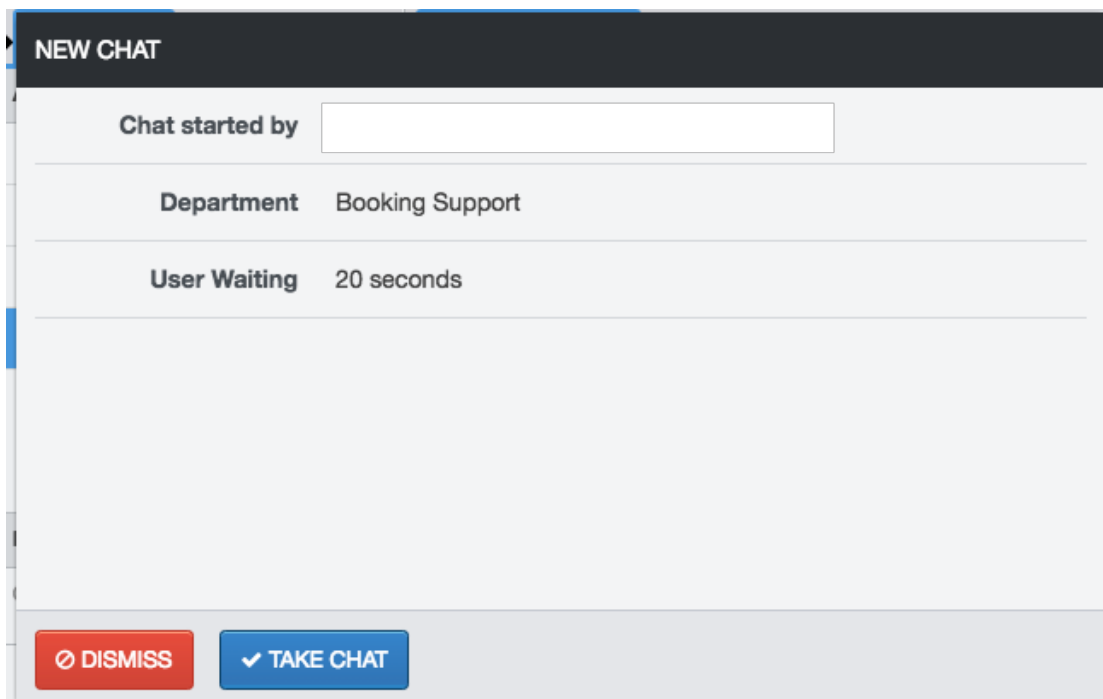 NEW CHAT
Chat started by
Department Booking Support
User Waiting 20 seconds
DISMISS TAKE CHAT